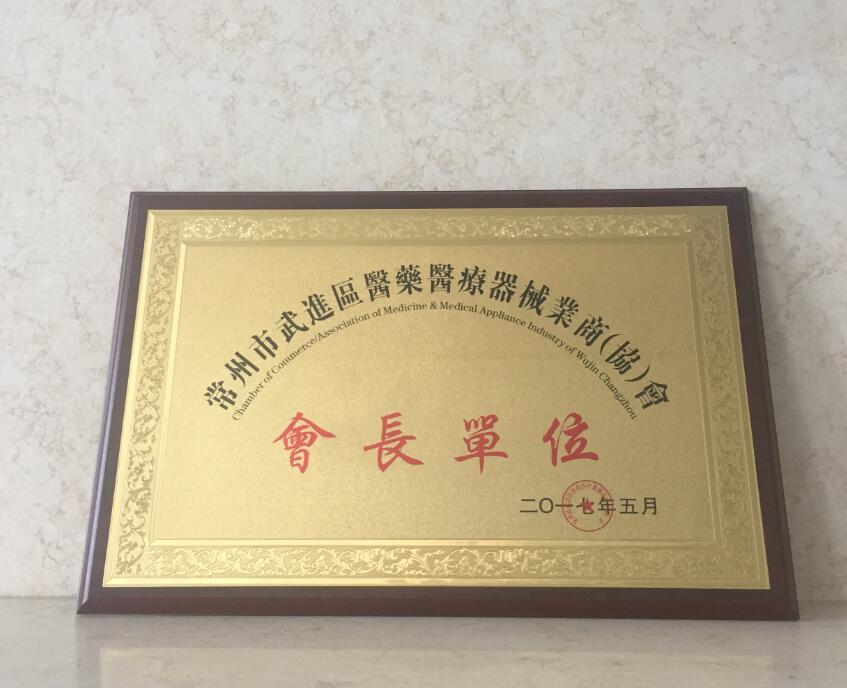 常州市武進區醫藥醫療器械業商(協)會
Chamber of Commerce/Association of Medicine & Medical Appliance Industry of Wujin Changzhou
會長單位
二〇一七年五月